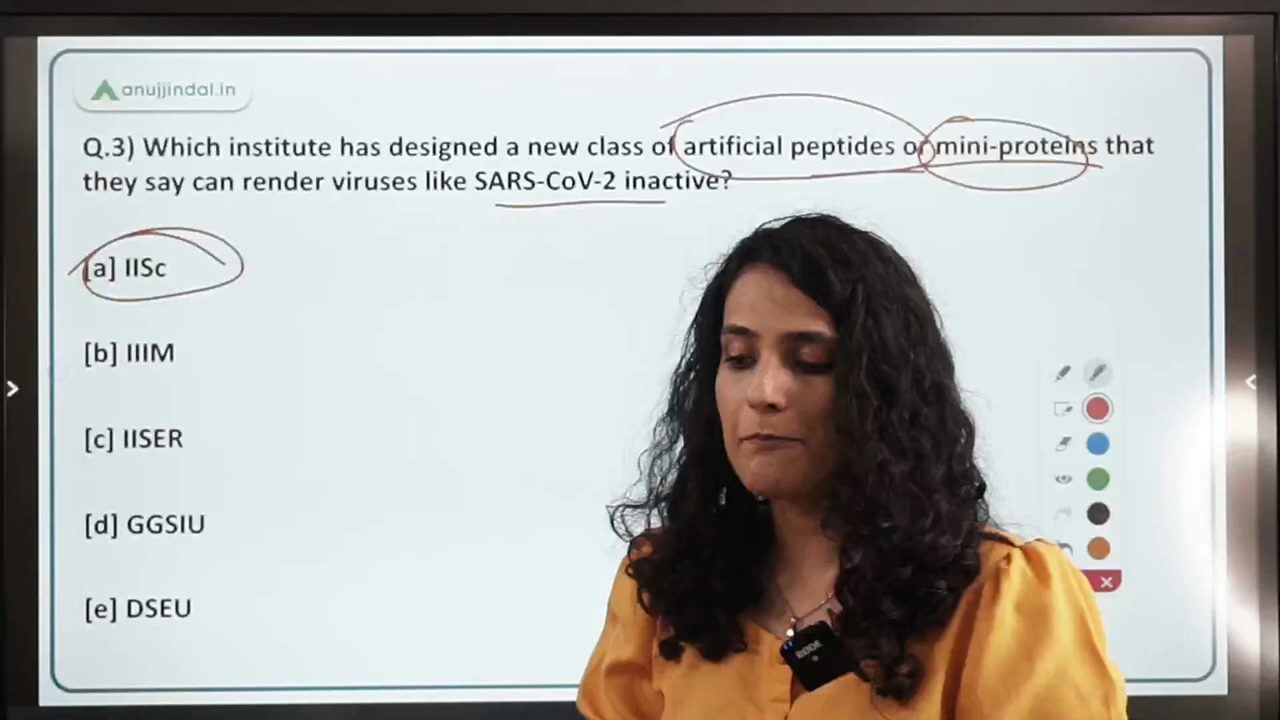 anujjindal.in
Q.3) Which institute has designed a new class of artificial peptides or mini-proteins that
they say can render viruses like SARS-CoV-2 inactive?
[a] IISc
[b] IIIM
[c] IISER
[d] GGSIU
[e] DSEU
RODE